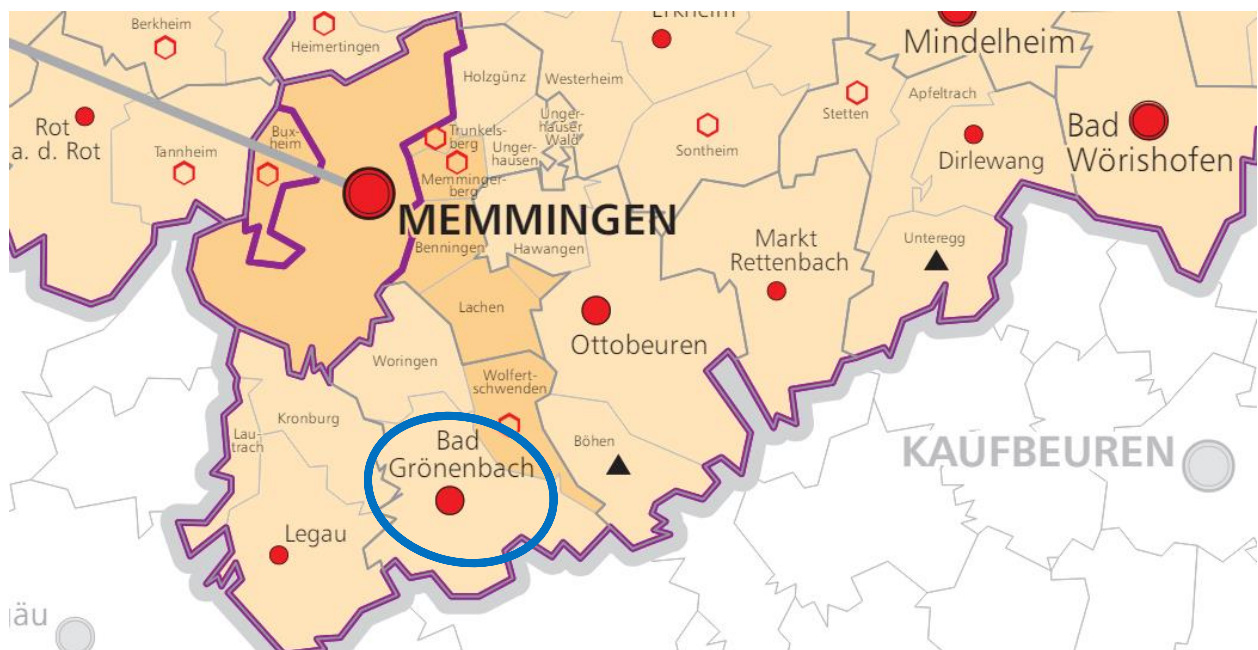 Berkheim
Heimertingen
Erkheim
Mindelheim
Holzgünz
Westerheim
Rot
a. d. Rot
Tannheim
Bux-
heim
Trunkels-
berg
Memminger-
berg
Unger-
hausen
Unger-
hauser
Wald
Sontheim
Stetten
Apfeltrach
Dirlewang
Bad
Wörishofen
MEMMINGEN
Benningen
Hawangen
Markt
Rettenbach
Unteregg
Lachen
Ottobeuren
Woringen
Wolfert-
schwenden
Kronburg
Lau-
trach
Bad
Grönenbach
Böhen
KAUFBEUREN
Legau
gäu